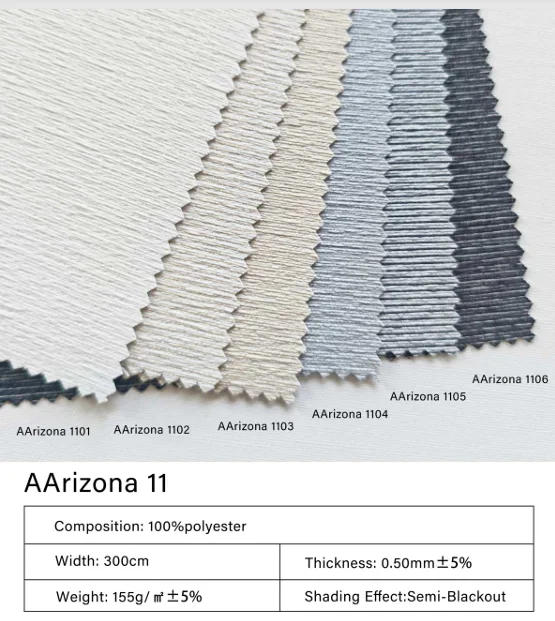 AArizona 1101
AArizona 1102
AArizona 1103
AArizona 1104
AArizona 1105
AArizona 1106
AArizona 11
Composition: 100%polyester
Width: 300cm
Thickness: 0.50mm±5%
Weight: 155g/ ㎡±5%
Shading Effect:Semi-Blackout